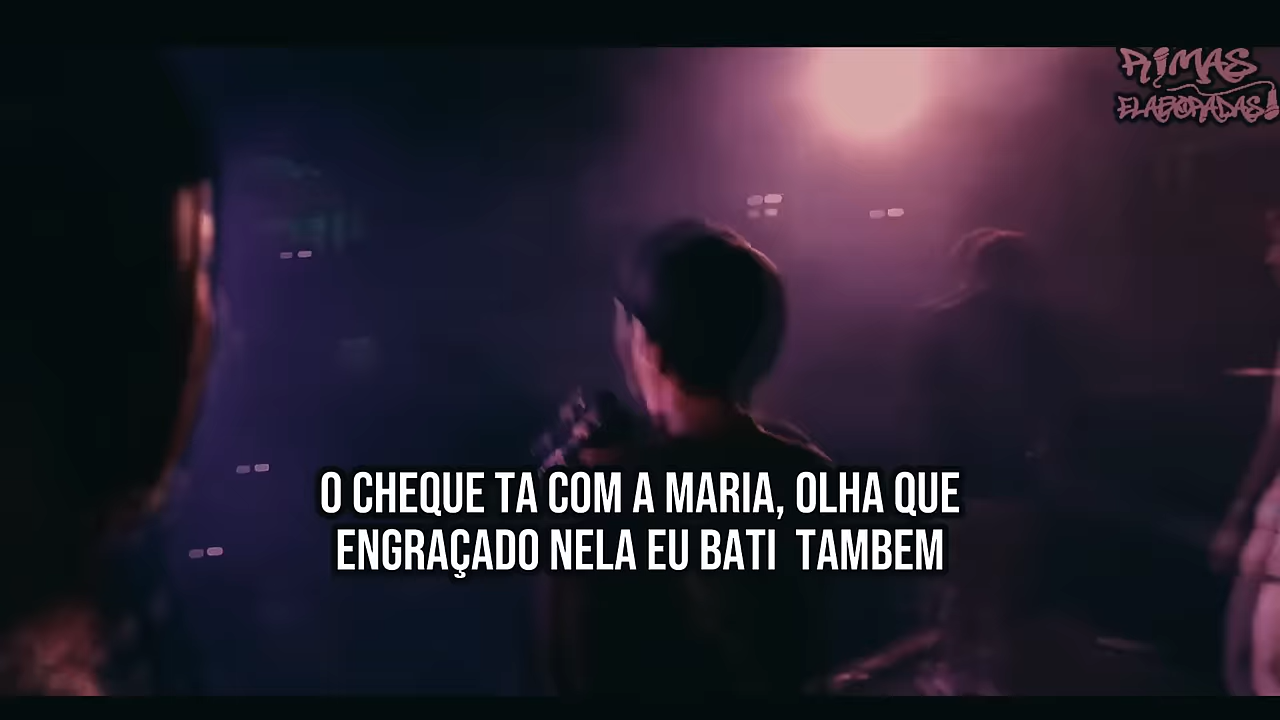 RIMAS
ELABORADAS!
O CHEQUE TA COM A MARIA, OLHA QUE
ENGRAÇADO NELA EU BATI  TAMBEM